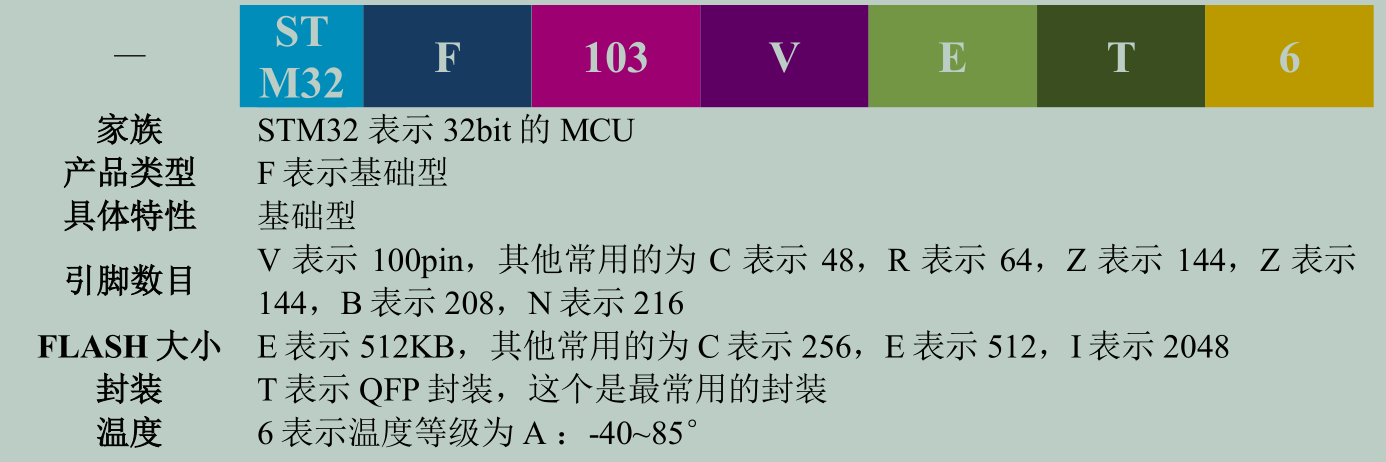 — STM32 F 103 V E T 6
家族 STM32 表示 32bit 的 MCU
产品类型 F 表示基础型
具体特性 基础型
引脚数目 V 表示 100pin，其他常用的为 C 表示 48，R 表示 64，Z 表示 144，Z 表示
144，B 表示 208，N 表示 216
FLASH 大小 E 表示 512KB，其他常用的为 C 表示 256，E 表示 512，I 表示 2048
封装 T 表示 QFP 封装，这个是最常用的封装
温度 6 表示温度等级为 A ：-40~85°